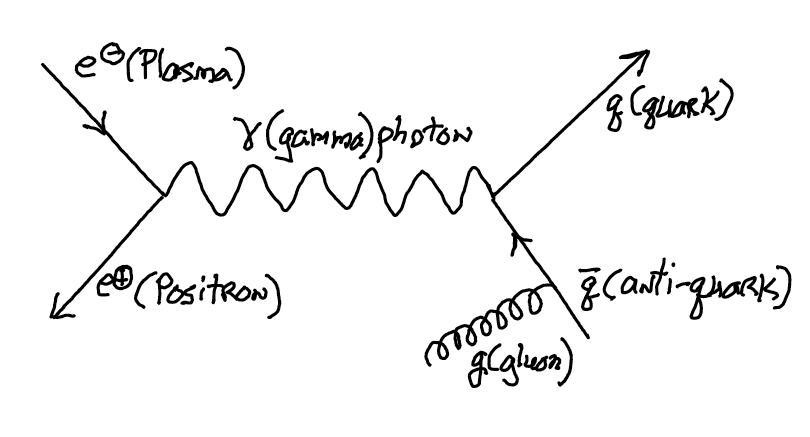 e⊖(Plasma)
γ(gamma)photon
q(quark)
e⊕(Positron)
q̅(anti-quark)
g(gluon)